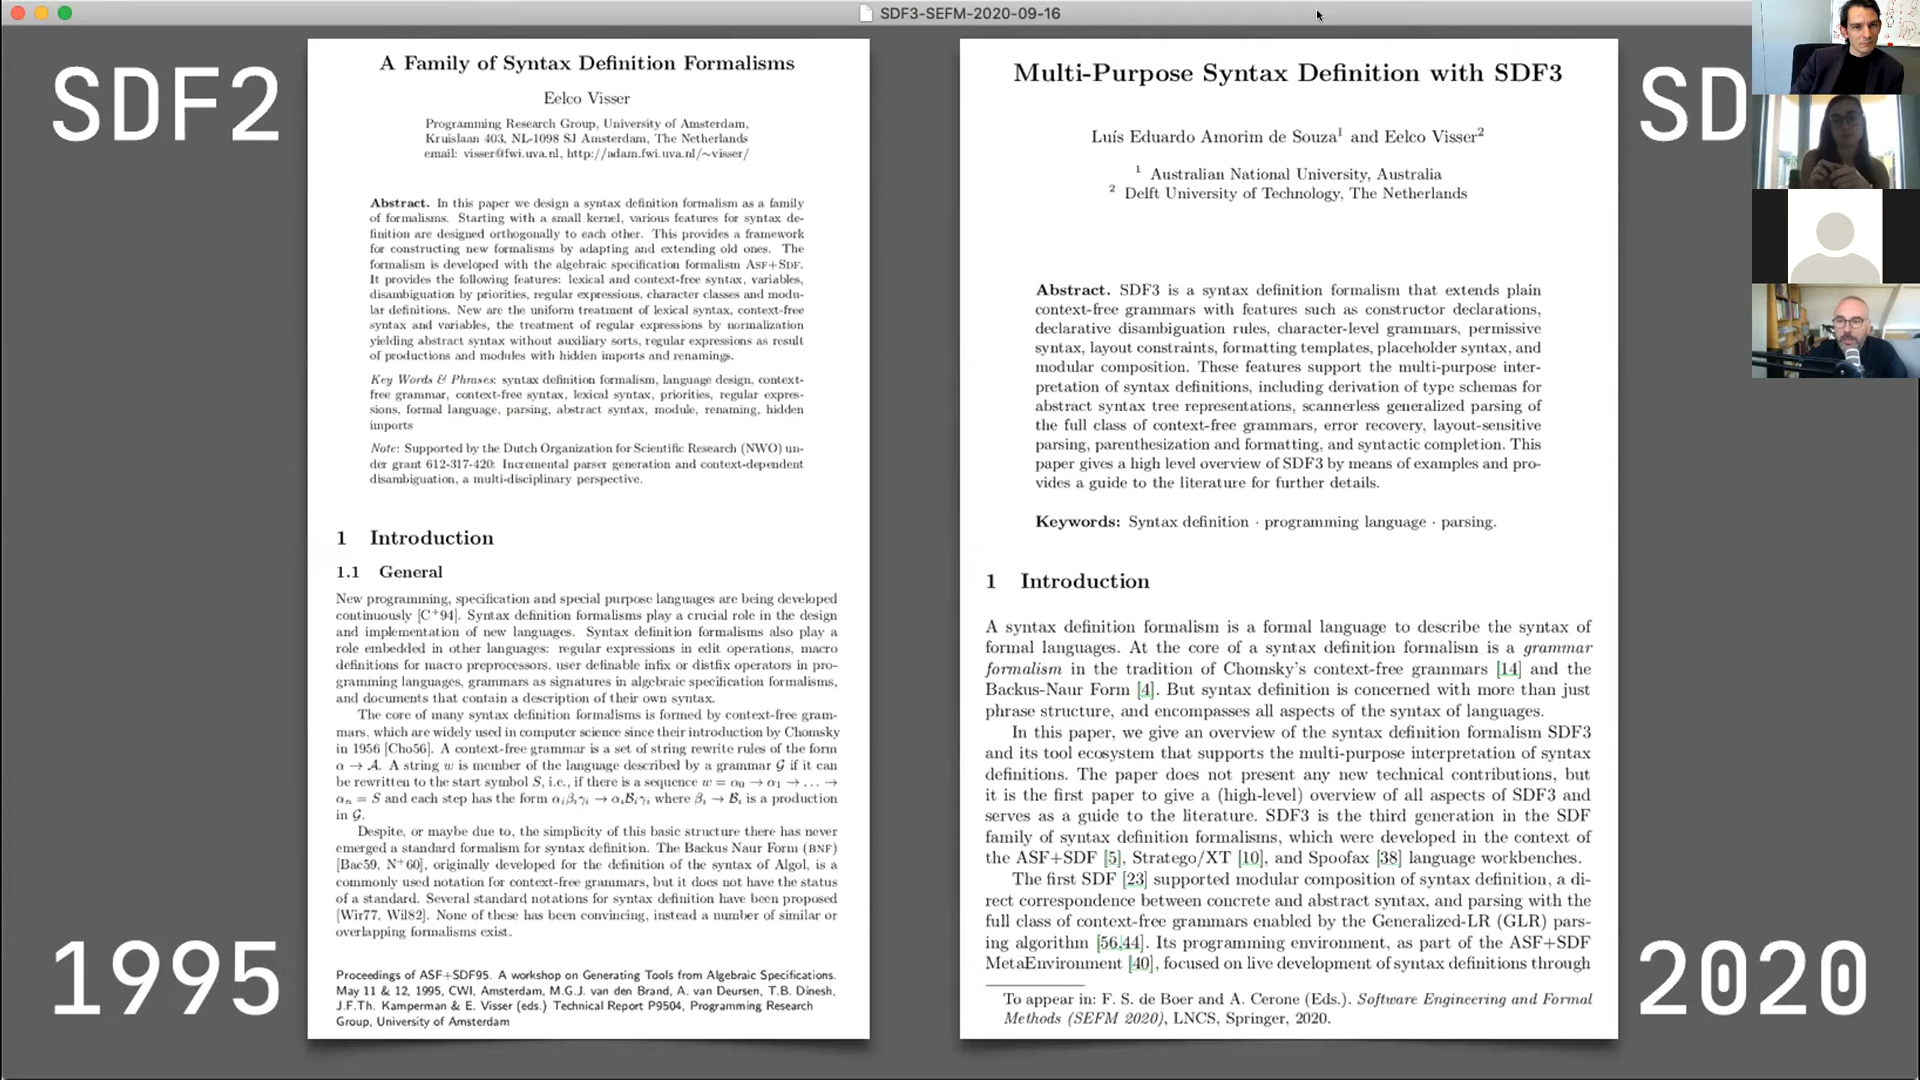 SDF3-SEFM-2020-09-16
SDF2
1995
A Family of Syntax Definition Formalisms
Eelco Visser
Programming Research Group, University of Amsterdam,
Kruislaan 403, NL-1098 SJ Amsterdam, The Netherlands
email: visser@fwi.uva.nl, http://adam.fwi.uva.nl/~visser/
Abstract. In this paper we design a syntax definition formalism as a family
of formalisms. Starting with a small kernel, various features for syntax de-
finition are designed orthogonally to each other. This provides a framework
for constructing new formalisms by adapting and extending old ones. The
formalism is developed with the algebraic specification formalism ASF+SDF.
It provides the following features: lexical and context-free syntax, variables,
disambiguation by priorities, regular expressions, character classes and modu-
lar definitions. New are the uniform treatment of lexical syntax, context-free
syntax and variables, the treatment of regular expressions by normalization
yielding abstract syntax without auxiliary sorts, regular expressions as result
of productions and modules with hidden imports and renamings.
Key Words & Phrases: syntax definition formalism, language design, context-
free grammar, context-free syntax, lexical syntax, priorities, regular expres-
sions, formal language, parsing, abstract syntax, module, renaming, hidden
imports
Note: Supported by the Dutch Organization for Scientific Research (NWO) un-
der grant 612-317-420: Incremental parser generation and context-dependent
disambiguation, a multi-disciplinary perspective.
1 Introduction
1.1 General
New programming, specification and special purpose languages are being developed
continuously [C+94]. Syntax definition formalisms play a crucial role in the design
and implementation of new languages. Syntax definition formalisms also play a
role embedded in other languages: regular expressions in edit operations, macro
definitions for macro preprocessors, user definable infix or distfix operators in pro-
gramming languages, grammars as signatures in algebraic specification formalisms,
and documents that contain a description of their own syntax.
The core of many syntax definition formalisms is formed by context-free gram-
mars, which are widely used in computer science since their introduction by Chomsky
in 1956 [Cho56]. A context-free grammar is a set of string rewrite rules of the form
α → A. A string w is member of the language described by a grammar G if it can
be rewritten to the start symbol S, i.e., if there is a sequence w = α₀ → α₁ → … →
αₙ = S and each step has the form αᵢβᵢγᵢ → αᵢBᵢγᵢ where βᵢ → Bᵢ is a production
in G.
Despite, or maybe due to, the simplicity of this basic structure there has never
emerged a standard formalism for syntax definition. The Backus Naur Form (BNF)
[Bac59, N+60], originally developed for the definition of the syntax of Algol, is a
commonly used notation for context-free grammars, but it does not have the status
of a standard. Several standard notations for syntax definition have been proposed
[Wir77, Wil82]. None of these has been convincing, instead a number of similar or
overlapping formalisms exist.
Proceedings of ASF+SDF95. A workshop on Generating Tools from Algebraic Specifications.
May 11 & 12, 1995, CWI, Amsterdam, M.G.J. van den Brand, A. van Deursen, T.B. Dinesh,
J.F.Th. Kamperman & E. Visser (eds.) Technical Report P9504, Programming Research
Group, University of Amsterdam
SD
2020
Multi-Purpose Syntax Definition with SDF3
Luís Eduardo Amorim de Souza¹ and Eelco Visser²
¹ Australian National University, Australia
² Delft University of Technology, The Netherlands
Abstract. SDF3 is a syntax definition formalism that extends plain
context-free grammars with features such as constructor declarations,
declarative disambiguation rules, character-level grammars, permissive
syntax, layout constraints, formatting templates, placeholder syntax, and
modular composition. These features support the multi-purpose inter-
pretation of syntax definitions, including derivation of type schemas for
abstract syntax tree representations, scannerless generalized parsing of
the full class of context-free grammars, error recovery, layout-sensitive
parsing, parenthesization and formatting, and syntactic completion. This
paper gives a high level overview of SDF3 by means of examples and pro-
vides a guide to the literature for further details.
Keywords: Syntax definition · programming language · parsing.
1 Introduction
A syntax definition formalism is a formal language to describe the syntax of
formal languages. At the core of a syntax definition formalism is a grammar
formalism in the tradition of Chomsky's context-free grammars [14] and the
Backus-Naur Form [4]. But syntax definition is concerned with more than just
phrase structure, and encompasses all aspects of the syntax of languages.
In this paper, we give an overview of the syntax definition formalism SDF3
and its tool ecosystem that supports the multi-purpose interpretation of syntax
definitions. The paper does not present any new technical contributions, but
it is the first paper to give a (high-level) overview of all aspects of SDF3 and
serves as a guide to the literature. SDF3 is the third generation in the SDF
family of syntax definition formalisms, which were developed in the context of
the ASF+SDF [5], Stratego/XT [10], and Spoofax [38] language workbenches.
The first SDF [23] supported modular composition of syntax definition, a di-
rect correspondence between concrete and abstract syntax, and parsing with the
full class of context-free grammars enabled by the Generalized-LR (GLR) pars-
ing algorithm [56,44]. Its programming environment, as part of the ASF+SDF
MetaEnvironment [40], focused on live development of syntax definitions through
To appear in: F. S. de Boer and A. Cerone (Eds.). Software Engineering and Formal
Methods (SEFM 2020), LNCS, Springer, 2020.